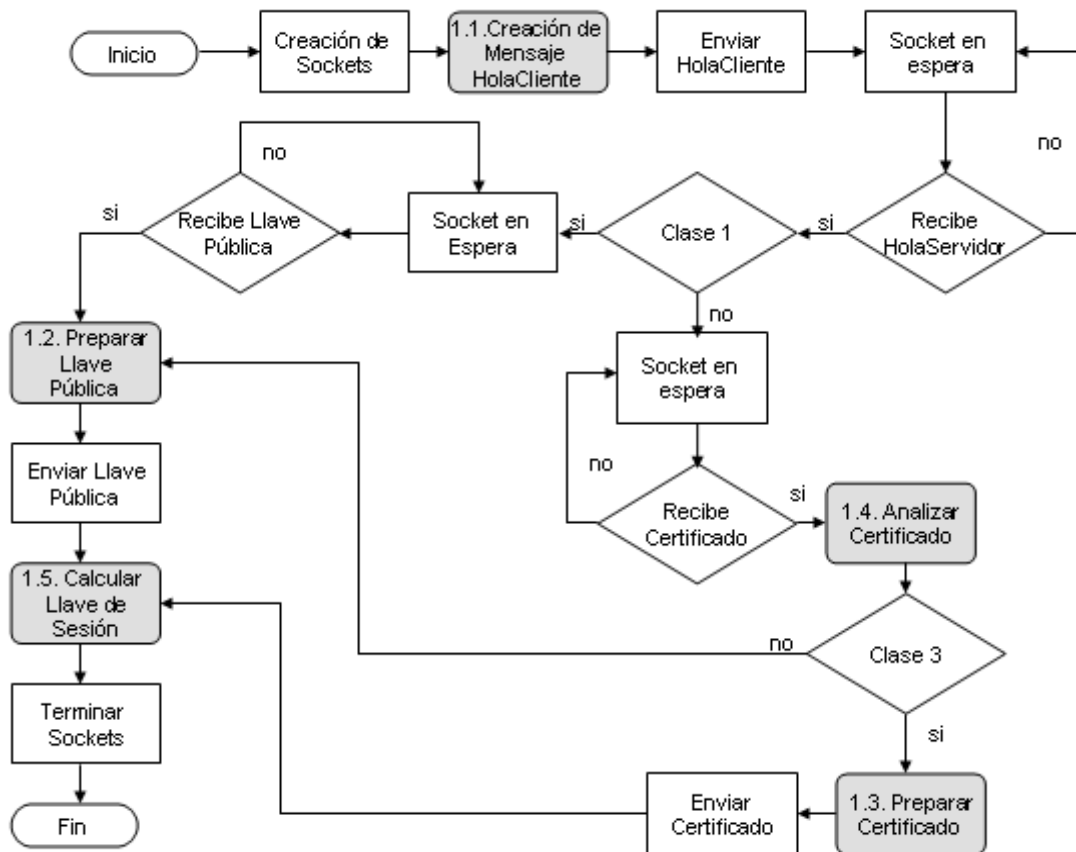 Inicio
Creación de
Sockets
1.1.Creación de
Mensaje
HolaCliente
Enviar
HolaCliente
Socket en
espera
no
no
si
Recibe Llave
Pública
Socket en
Espera
si
Clase 1
si
Recibe
HolaServidor
no
1.2. Preparar
Llave
Pública
Socket en
espera
Enviar Llave
Pública
no
Recibe
Certificado
si
1.4. Analizar
Certificado
1.5. Calcular
Llave de
Sesión
no
Clase 3
Terminar
Sockets
si
Fin
Enviar
Certificado
1.3. Preparar
Certificado